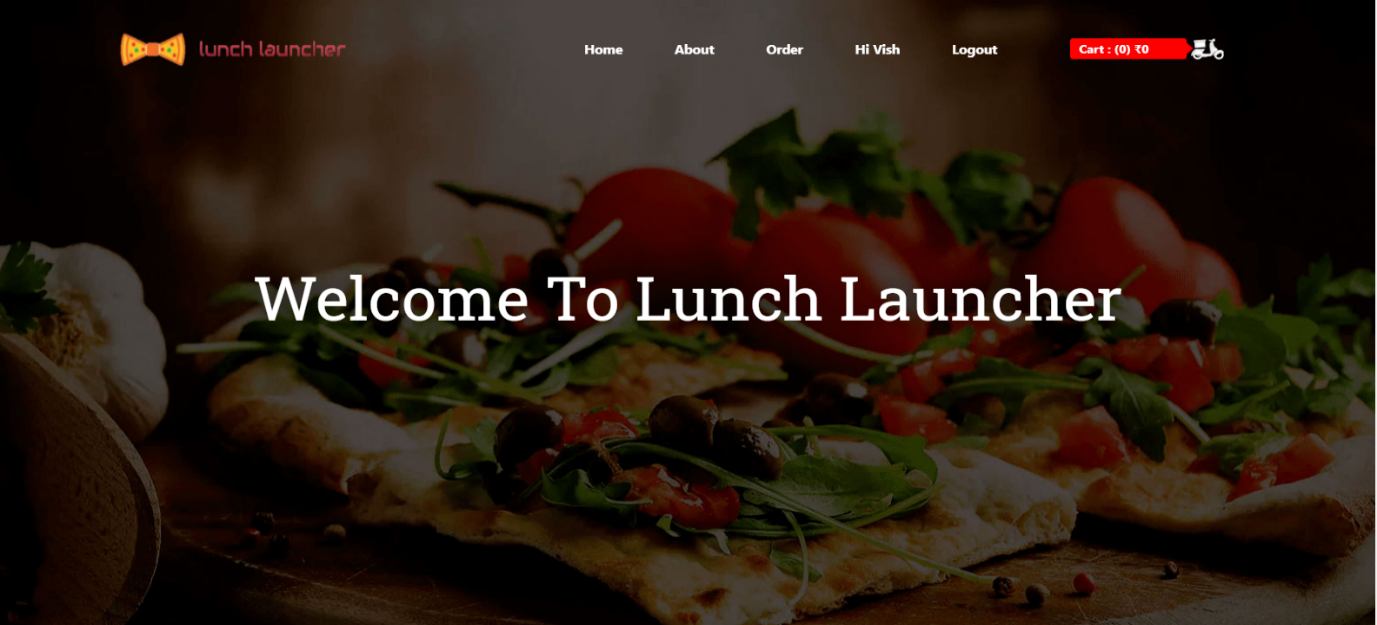 lunch launcher
Home About Order Hi Vish Logout Cart : (0) ₹0
Welcome To Lunch Launcher